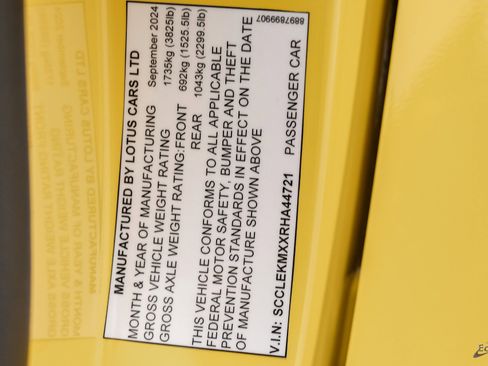 MANUFACTURED BY LOTUS CARS LTD
MONTH & YEAR OF MANUFACTURING September 2024
GROSS VEHICLE WEIGHT RATING 1735kg (3825lb)
GROSS AXLE WEIGHT RATING:FRONT 692kg (1525.5lb)
REAR 1043kg (2299.5lb)
THIS VEHICLE CONFORMS TO ALL APPLICABLE
FEDERAL MOTOR SAFETY, BUMPER AND THEFT
PREVENTION STANDARDS IN EFFECT ON THE DATE
OF MANUFACTURE SHOWN ABOVE
V.I.N: SCCLEKMXXRHA44721 PASSENGER CAR
8897899907